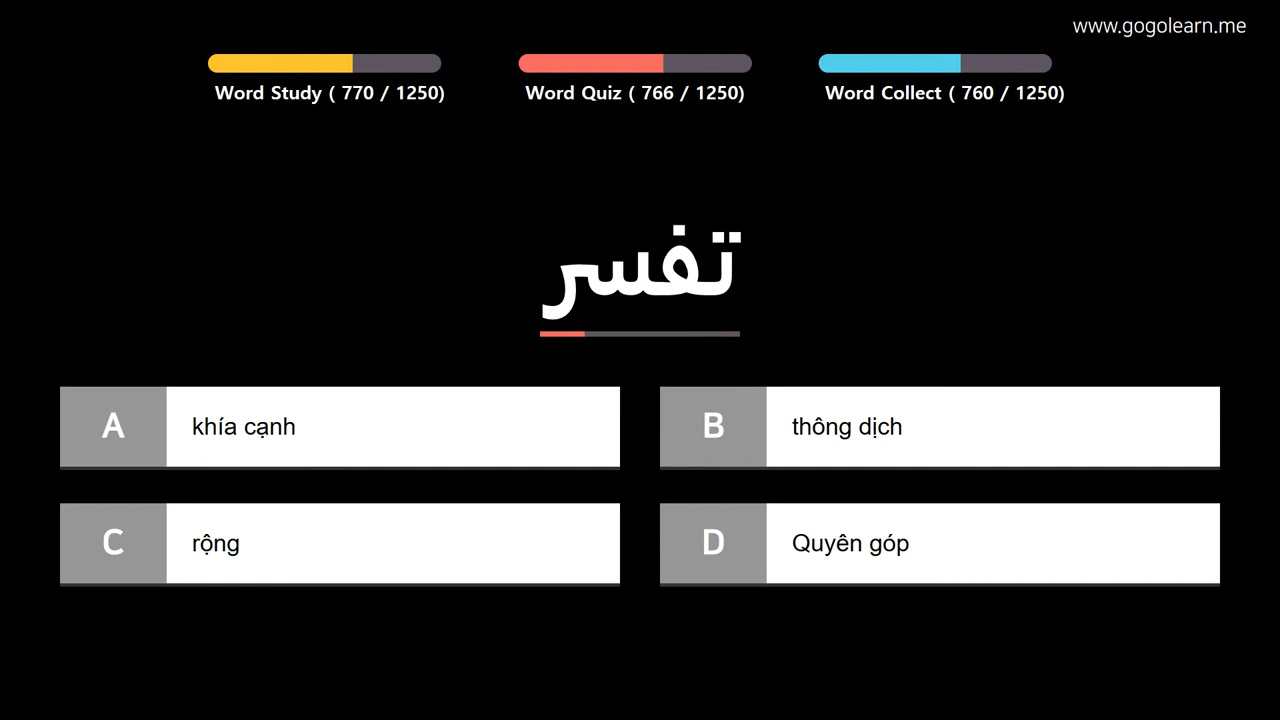 www.gogolearn.me
Word Study ( 770 / 1250)
Word Quiz ( 766 / 1250)
Word Collect ( 760 / 1250)
تفسر
A khía cạnh
B thông dịch
C rộng
D Quyên góp